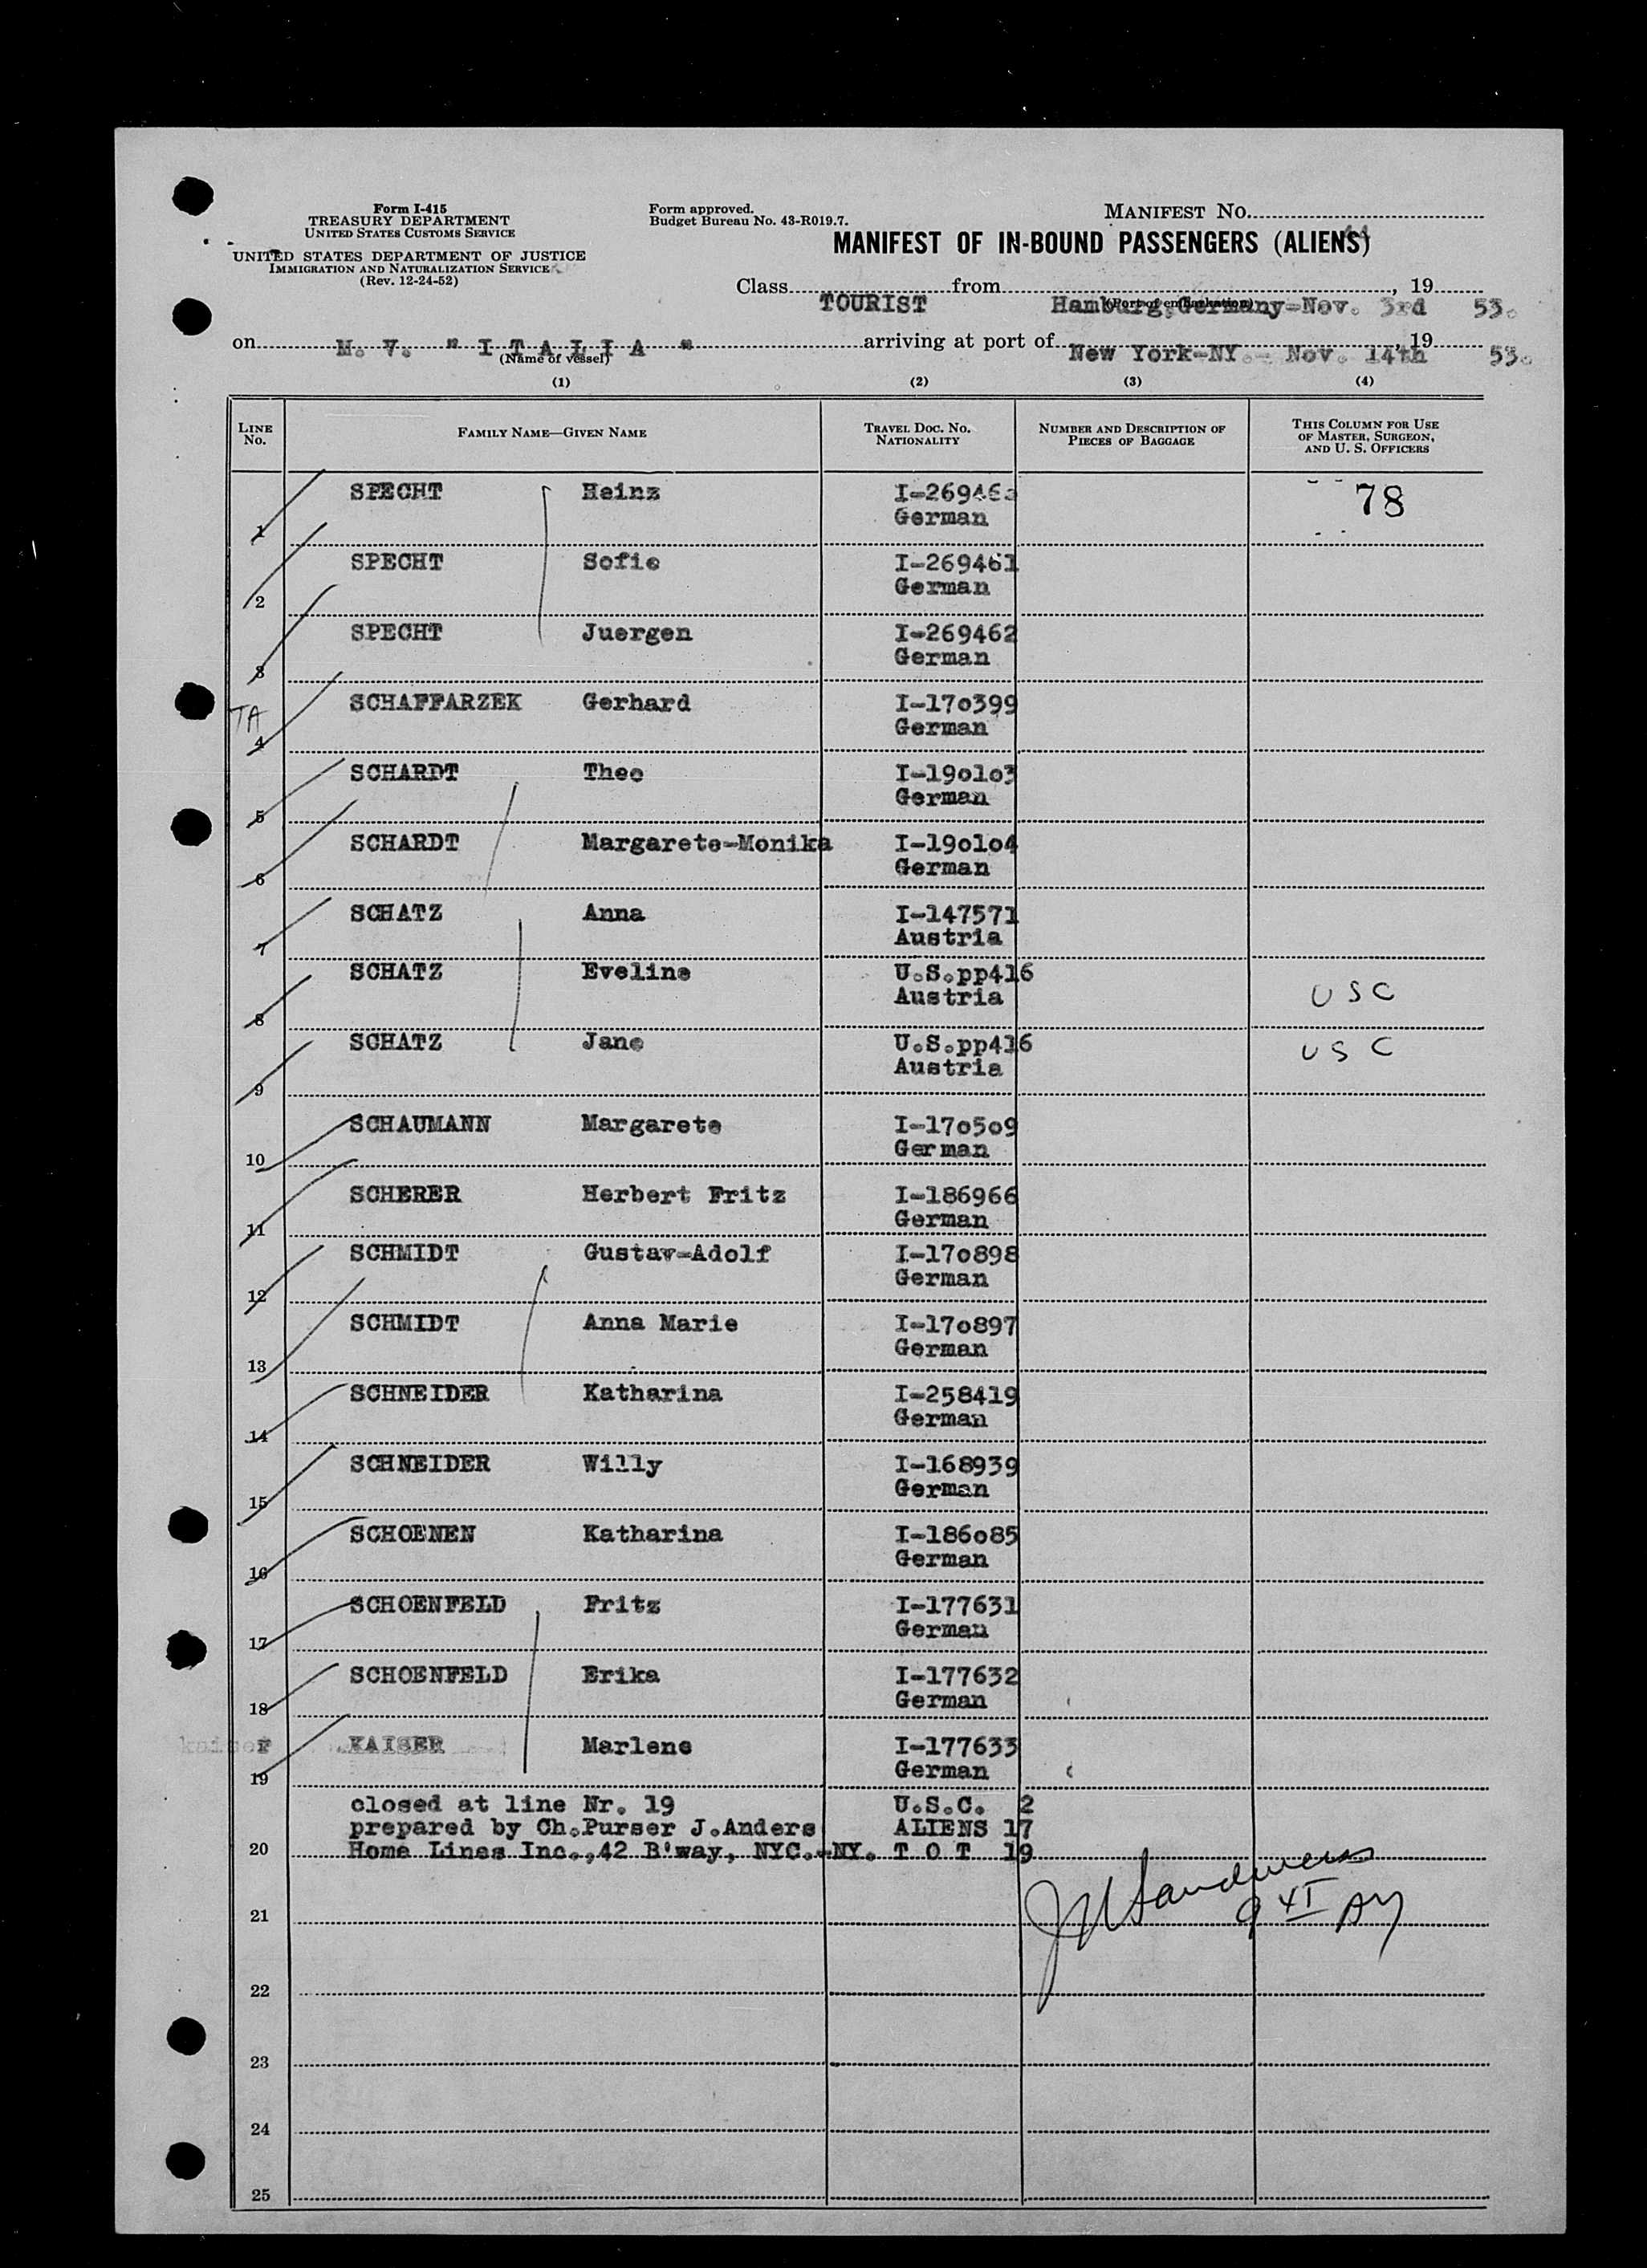 Form I-415
TREASURY DEPARTMENT
UNITED STATES CUSTOMS SERVICE
UNITED STATES DEPARTMENT OF JUSTICE
IMMIGRATION AND NATURALIZATION SERVICE
(Rev. 12-24-52)
Form approved.
Budget Bureau No. 43-R019.7.
MANIFEST NO.
MANIFEST OF IN-BOUND PASSENGERS (ALIENS)
Class TOURIST from Hamburg, Germany-Nov. 3rd , 19 53.
(Port of embarkation)
on M. V. "I T A L I A" arriving at port of New York-NY.- Nov. 14th , 19 53.
(Name of vessel)
(1) (2) (3) (4)
LINE NO. FAMILY NAME—GIVEN NAME TRAVEL DOC. NO. NATIONALITY NUMBER AND DESCRIPTION OF PIECES OF BAGGAGE THIS COLUMN FOR USE OF MASTER, SURGEON, AND U. S. OFFICERS
1 SPECHT Heinz German 78
2 SPECHT Sofie I-269461 German
3 SPECHT Juergen I-269462 German
TA 4 SCHAFFARZEK Gerhard I-170399 German
5 SCHARDT Theo I-190103 German
6 SCHARDT Margarete-Monika I-190104 German
7 SCHATZ Anna I-147571 Austria
8 SCHATZ Eveline U.S.pp416 Austria USC
9 SCHATZ Jane U.S.pp416 Austria USC
10 SCHAUMANN Margarete I-170509 German
11 SCHERER Herbert Fritz I-186966 German
12 SCHMIDT Gustav-Adolf I-170898 German
13 SCHMIDT Anna Marie I-170897 German
14 SCHNEIDER Katharina I-258419 German
15 SCHNEIDER Willy I-168939 German
16 SCHOENEN Katharina I-186085 German
17 SCHOENFELD Fritz I-177631 German
18 SCHOENFELD Erika I-177632 German
kaiser 19 KAISER Marlene I-177633 German
closed at line Nr. 19 U.S.C. 2
prepared by Ch.Purser J.Anders ALIENS 17
20 Home Lines Inc.,42 B'way, NYC.-NY. T O T 19
21
22
23
24
25